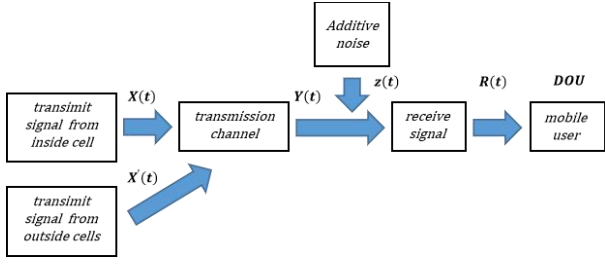 Additive
noise
X(t)
Y(t)
z(t)
R(t)
DOU
transimit
signal from
inside cell
transmission
channel
receive
signal
mobile
user
X'(t)
transimit
signal from
outside cells